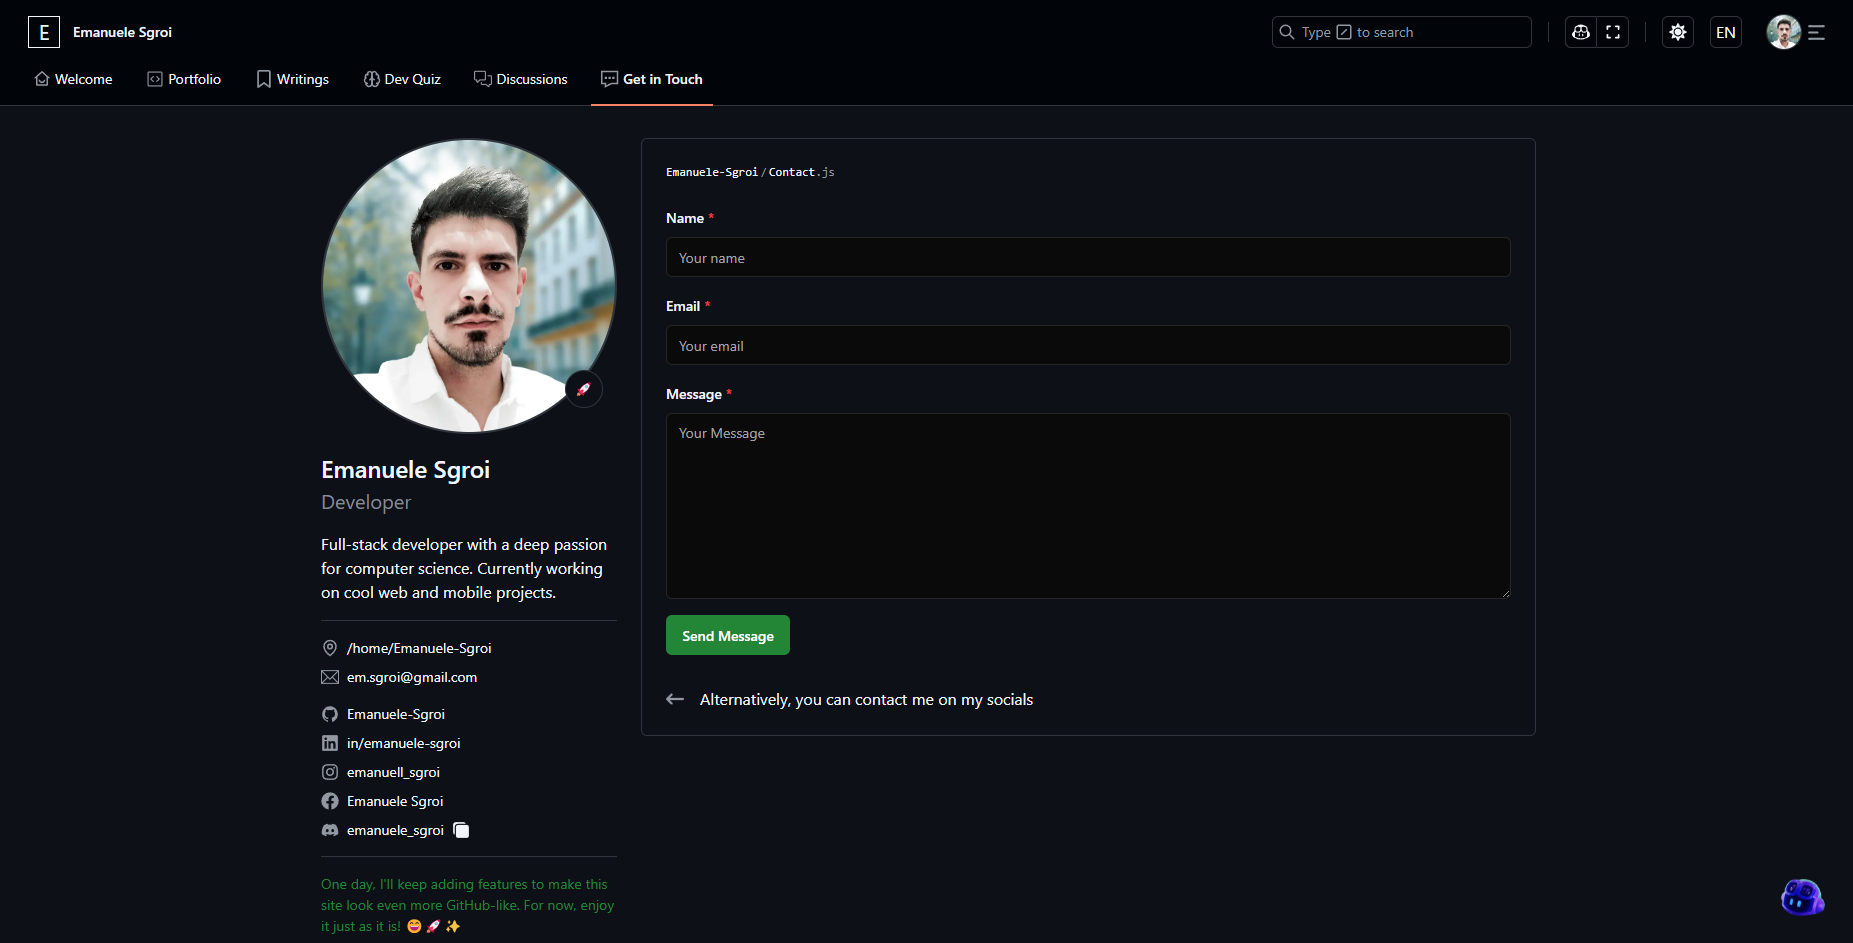 E Emanuele Sgroi
Type / to search
EN
Welcome Portfolio Writings Dev Quiz Discussions Get in Touch
Emanuele Sgroi
Developer
Full-stack developer with a deep passion
for computer science. Currently working
on cool web and mobile projects.
/home/Emanuele-Sgroi
em.sgroi@gmail.com
Emanuele-Sgroi
in/emanuele-sgroi
emanuell_sgroi
Emanuele Sgroi
emanuele_sgroi
One day, I'll keep adding features to make this
site look even more GitHub-like. For now, enjoy
it just as it is! 😄 🚀 ✨
Emanuele-Sgroi/Contact.js
Name *
Your name
Email *
Your email
Message *
Your Message
Send Message
Alternatively, you can contact me on my socials